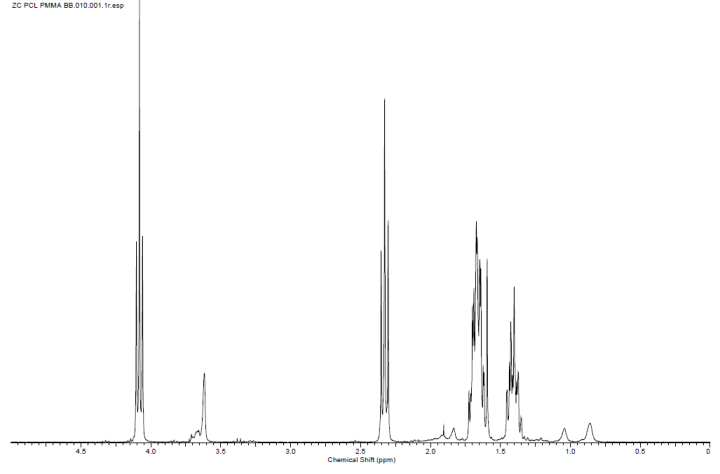 ZC PCL PMMA BB.010.001.1r.esp
4.5 4.0 3.5 3.0 2.5 2.0 1.5 1.0 0.5 0
Chemical Shift (ppm)